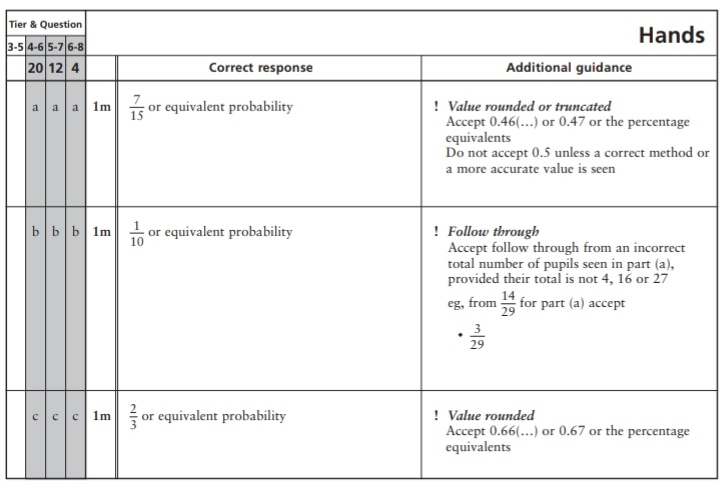 Tier & Question
Hands
3-5 4-6 5-7 6-8
20 12 4 Correct response Additional guidance
a a a 1m 7/15 or equivalent probability
! Value rounded or truncated
Accept 0.46(...) or 0.47 or the percentage
equivalents
Do not accept 0.5 unless a correct method or
a more accurate value is seen
b b b 1m 1/10 or equivalent probability
! Follow through
Accept follow through from an incorrect
total number of pupils seen in part (a),
provided their total is not 4, 16 or 27
eg, from 14/29 for part (a) accept
• 3/29
c c c 1m 2/3 or equivalent probability
! Value rounded
Accept 0.66(...) or 0.67 or the percentage
equivalents